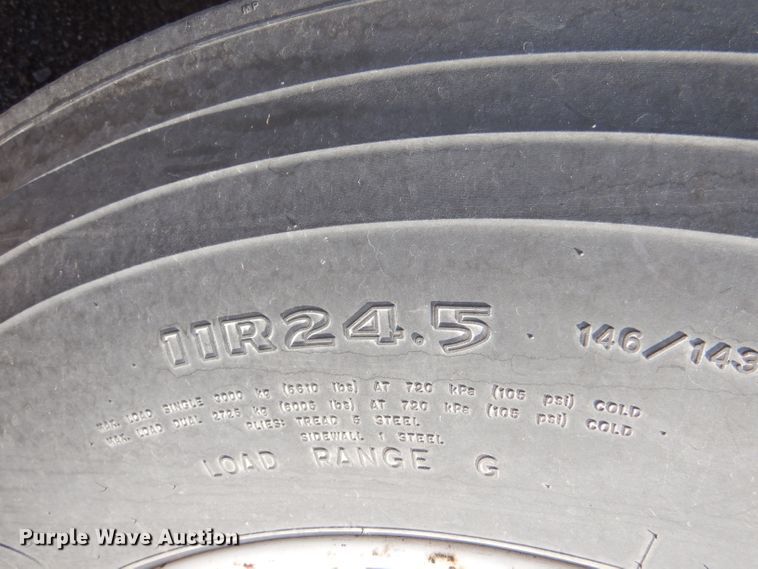 11R24.5 146/143
MAX. LOAD SINGLE 3000 kg (6610 lbs) AT 720 kPa (105 psi) COLD
MAX. LOAD DUAL 2725 kg (6005 lbs) AT 720 kPa (105 psi) COLD
PLIES: TREAD 5 STEEL
SIDEWALL 1 STEEL
LOAD RANGE G
Purple Wave Auction